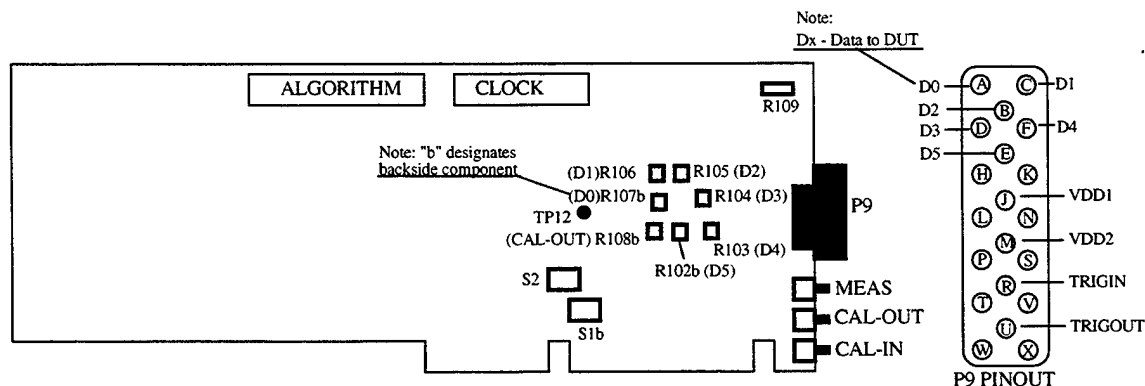 Note:
Dx - Data to DUT
ALGORITHM
CLOCK
R109
Note: "b" designates
backside component
(D1)R106
R105 (D2)
(D0)R107b
R104 (D3)
TP12
(CAL-OUT) R108b
R103 (D4)
R102b (D5)
S2
S1b
P9
MEAS
CAL-OUT
CAL-IN
D0
A
C
D1
D2
B
D3
D
F
D4
D5
E
H
K
J
VDD1
L
N
M
VDD2
P
S
R
TRIGIN
T
V
U
TRIGOUT
W
X
P9 PINOUT